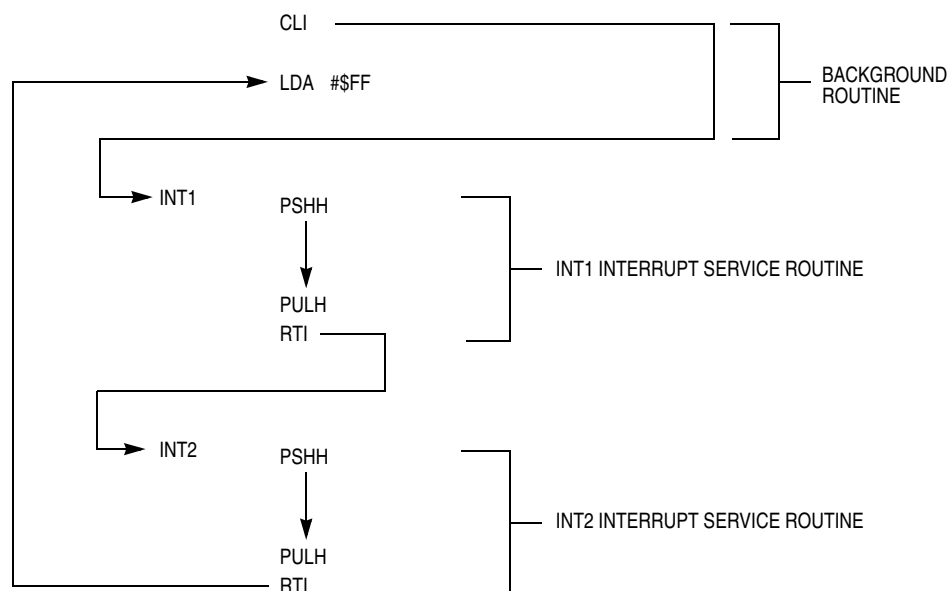 CLI
LDA #$FF
BACKGROUND
ROUTINE
INT1
PSHH
INT1 INTERRUPT SERVICE ROUTINE
PULH
RTI
INT2
PSHH
INT2 INTERRUPT SERVICE ROUTINE
PULH
RTI